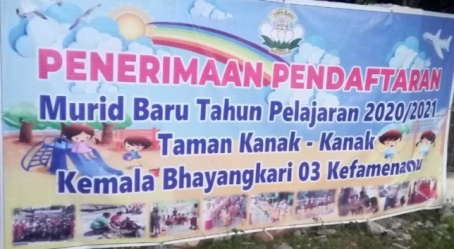 PENERIMAAN PENDAFTARAN
Murid Baru Tahun Pelajaran 2020/2021
Taman Kanak - Kanak
Kemala Bhayangkari 03 Kefamenanu